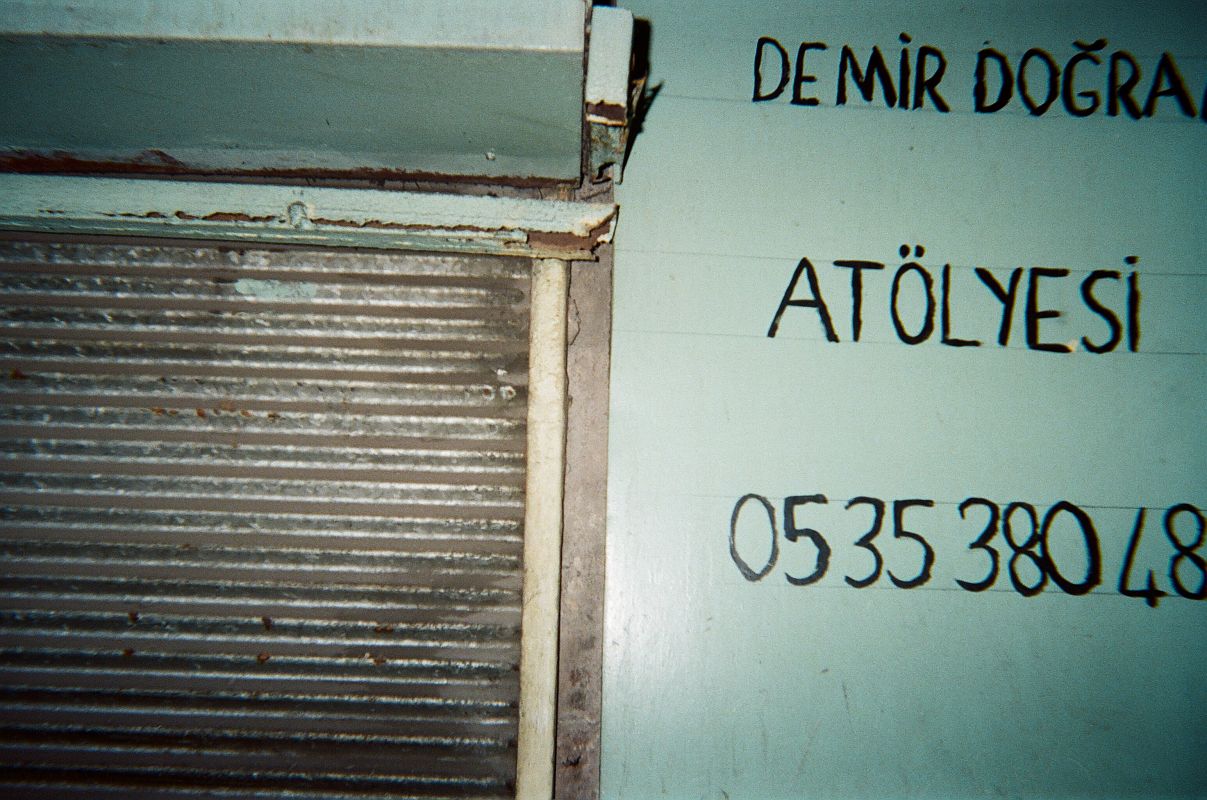 DEMİR DOĞRA
ATÖLYESİ
0535 380 48